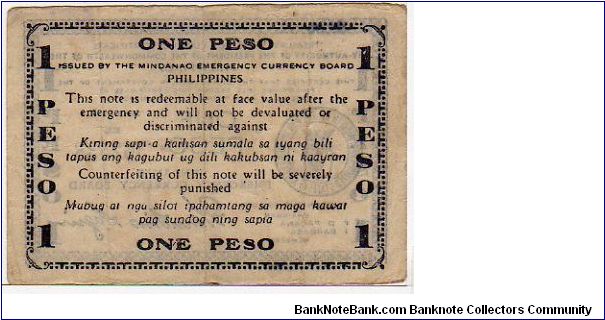 ONE PESO
1 1
ISSUED BY THE MINDANAO EMERGENCY CURRENCY BOARD
PHILIPPINES
PESO PESO
This note is redeemable at face value after the
emergency and will not be devaluated or
discriminated against
Kining sapi-a karlisan sumala sa iyang bili
tapus ang kagubut ug dili kakubsan ni kaayran
Counterfeiting of this note will be severely
punished
Mabug at nga silot ipahamtang sa maga kawat
pag sundog ning sapia
1 1
ONE PESO
BankNoteBank.com Banknote Collectors Community